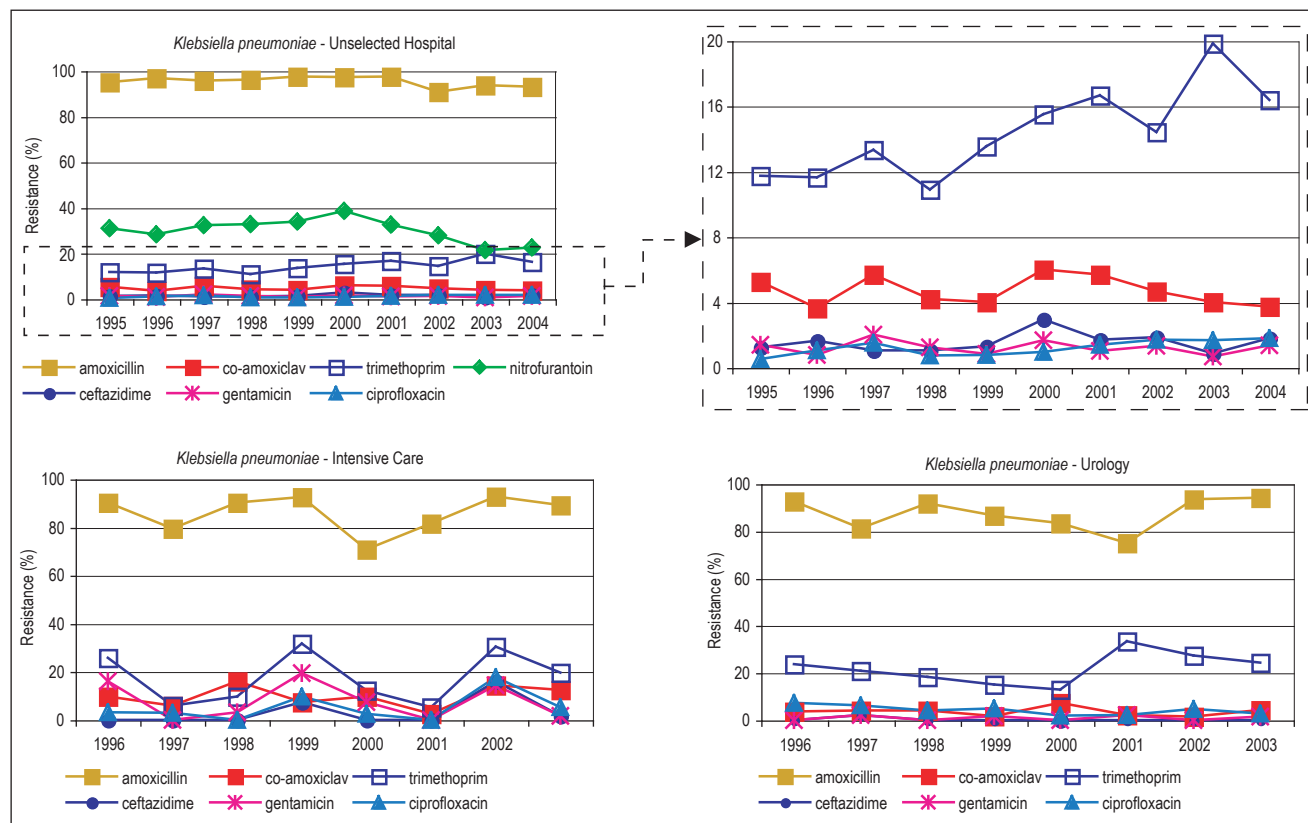 Klebsiella pneumoniae - Unselected Hospital
100
80
60
40
20
0
Resistance (%)
1995 1996 1997 1998 1999 2000 2001 2002 2003 2004
amoxicillin co-amoxiclav trimethoprim nitrofurantoin
ceftazidime gentamicin ciprofloxacin
20
16
12
8
4
0
1995 1996 1997 1998 1999 2000 2001 2002 2003 2004
Klebsiella pneumoniae - Intensive Care
100
80
60
40
20
0
Resistance (%)
1996 1997 1998 1999 2000 2001 2002
amoxicillin co-amoxiclav trimethoprim
ceftazidime gentamicin ciprofloxacin
Klebsiella pneumoniae - Urology
100
80
60
40
20
0
Resistance (%)
1996 1997 1998 1999 2000 2001 2002 2003
amoxicillin co-amoxiclav trimethoprim
ceftazidime gentamicin ciprofloxacin